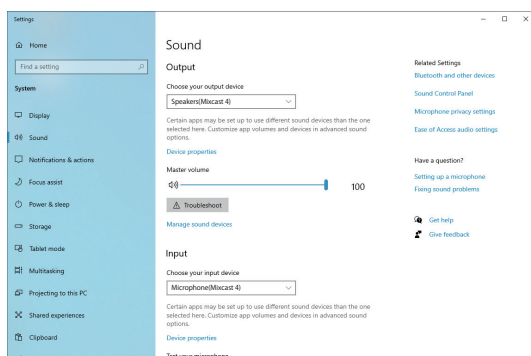 Settings
Home
Find a setting
System
Display
Sound
Notifications & actions
Focus assist
Power & sleep
Storage
Tablet mode
Multitasking
Projecting to this PC
Shared experiences
Clipboard
Sound
Output
Choose your output device
Speakers(Mixcast 4)
Certain apps may be set up to use different sound devices than the one
selected here. Customize app volumes and devices in advanced sound
options.
Device properties
Master volume
100
Troubleshoot
Manage sound devices
Input
Choose your input device
Microphone(Mixcast 4)
Certain apps may be set up to use different sound devices than the one
selected here. Customize app volumes and devices in advanced sound
options.
Device properties
Test your microphone
Related Settings
Bluetooth and other devices
Sound Control Panel
Microphone privacy settings
Ease of Access audio settings
Have a question?
Setting up a microphone
Fixing sound problems
Get help
Give feedback